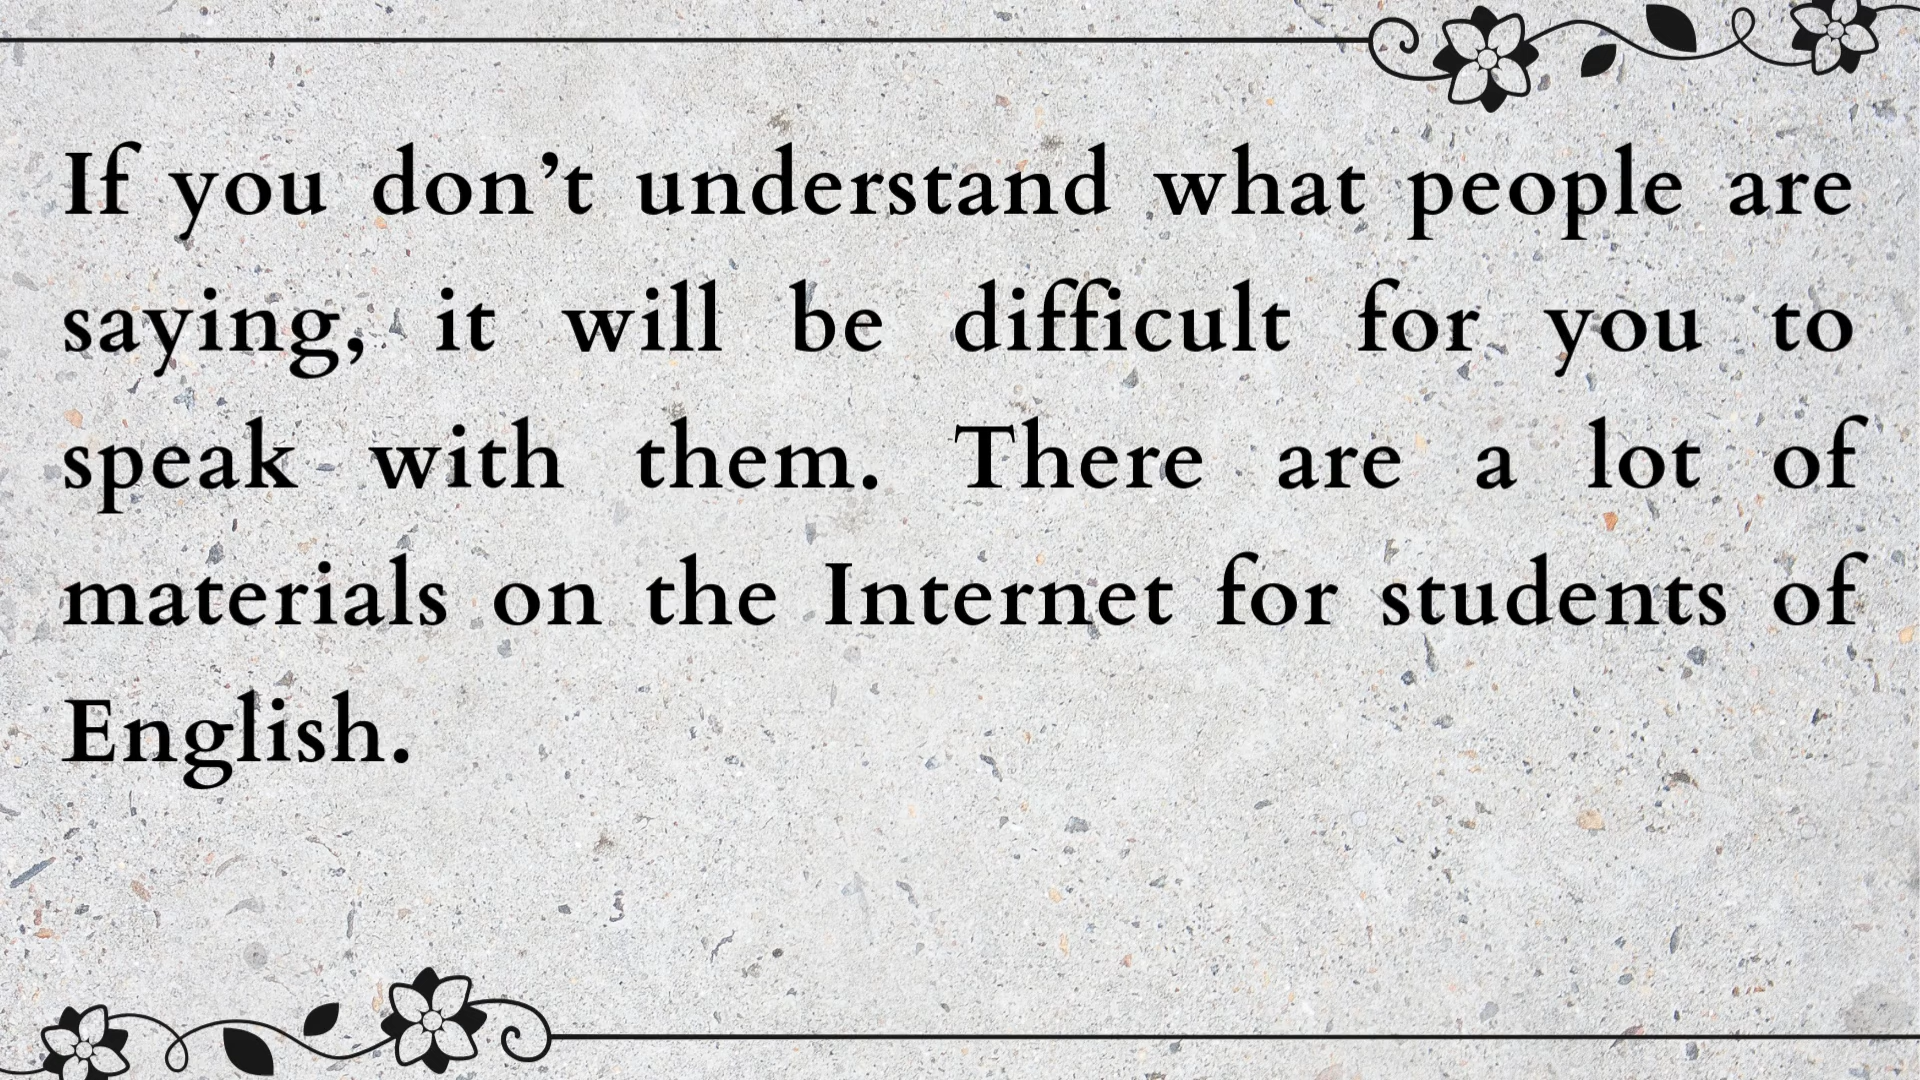 If you don’t understand what people are
saying, it will be difficult for you to
speak with them. There are a lot of
materials on the Internet for students of
English.